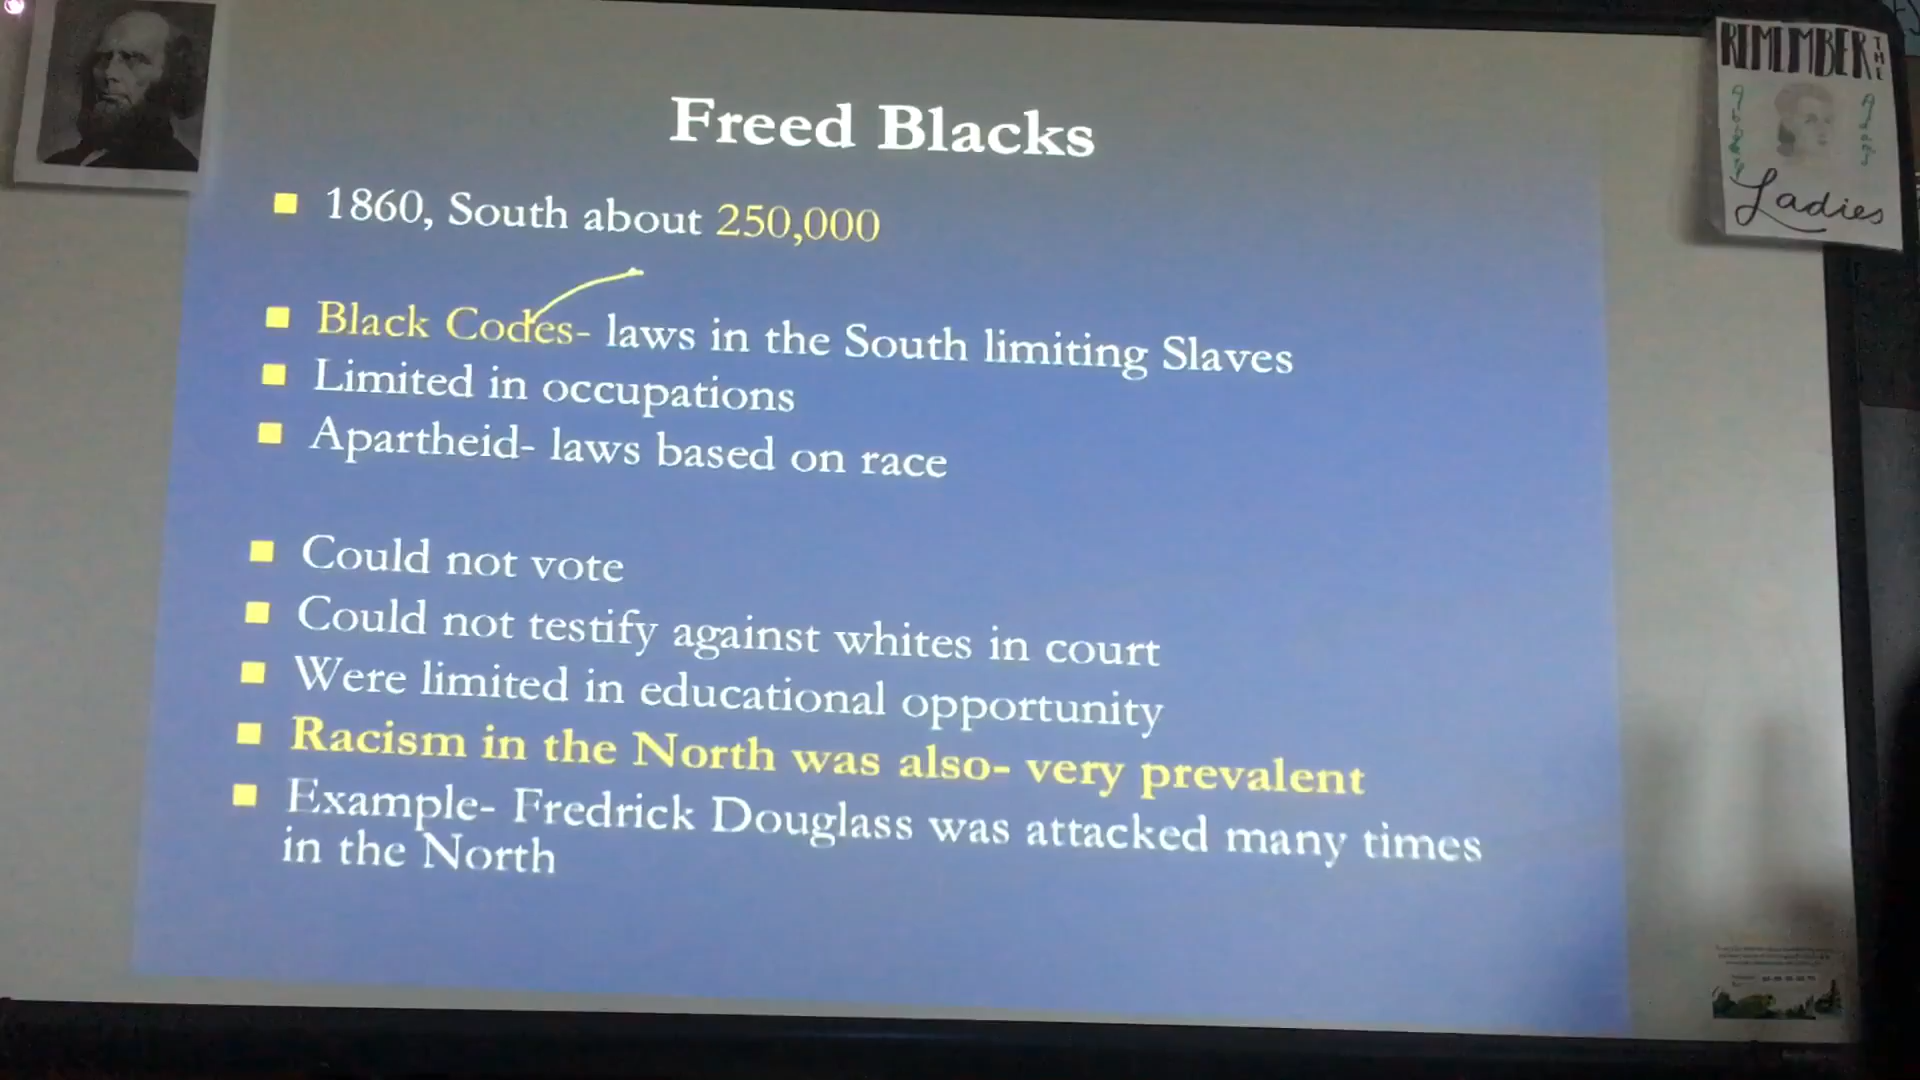 Freed Blacks
1860, South about 250,000
Black Codes- laws in the South limiting Slaves
Limited in occupations
Apartheid- laws based on race
Could not vote
Could not testify against whites in court
Were limited in educational opportunity
Racism in the North was also- very prevalent
Example- Fredrick Douglass was attacked many times
in the North
REMEMBER THE
Ladies